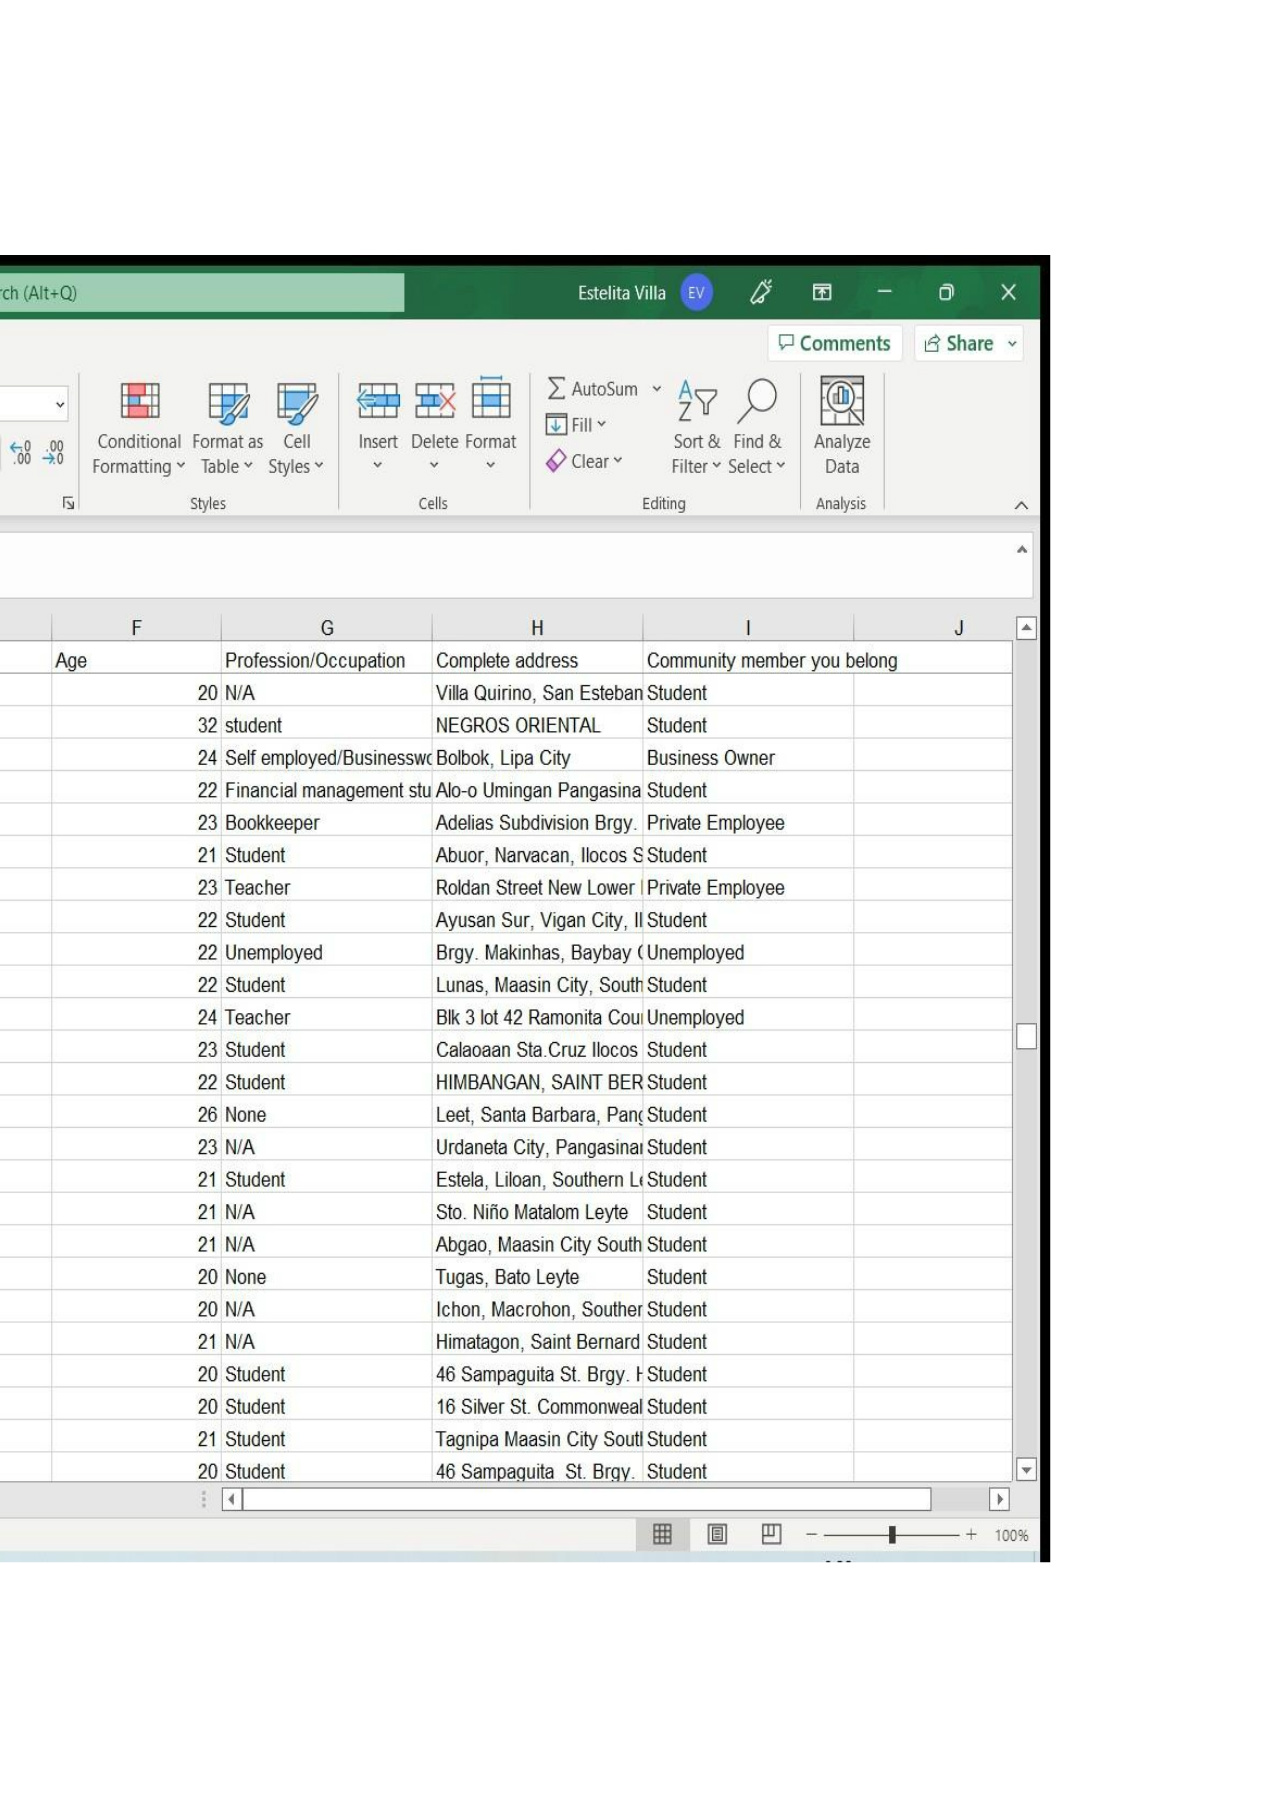 rch (Alt+Q) Estelita Villa EV
Comments Share
Conditional Formatting Format as Table Cell Styles Insert Delete Format AutoSum Fill Clear Sort & Filter Find & Select Analyze Data
Styles Cells Editing Analysis
F G H I J
Age Profession/Occupation Complete address Community member you belong
20 N/A Villa Quirino, San Esteban Student
32 student NEGROS ORIENTAL Student
24 Self employed/Businesswo Bolbok, Lipa City Business Owner
22 Financial management stu Alo-o Umingan Pangasina Student
23 Bookkeeper Adelias Subdivision Brgy. Private Employee
21 Student Abuor, Narvacan, Ilocos S Student
23 Teacher Roldan Street New Lower Private Employee
22 Student Ayusan Sur, Vigan City, Il Student
22 Unemployed Brgy. Makinhas, Baybay Unemployed
22 Student Lunas, Maasin City, South Student
24 Teacher Blk 3 lot 42 Ramonita Cou Unemployed
23 Student Calaoaan Sta.Cruz Ilocos Student
22 Student HIMBANGAN, SAINT BER Student
26 None Leet, Santa Barbara, Pang Student
23 N/A Urdaneta City, Pangasinan Student
21 Student Estela, Liloan, Southern Le Student
21 N/A Sto. Niño Matalom Leyte Student
21 N/A Abgao, Maasin City South Student
20 None Tugas, Bato Leyte Student
20 N/A Ichon, Macrohon, Souther Student
21 N/A Himatagon, Saint Bernard Student
20 Student 46 Sampaguita St. Brgy. H Student
20 Student 16 Silver St. Commonweal Student
21 Student Tagnipa Maasin City South Student
20 Student 46 Sampaguita St. Brgy. Student
100%